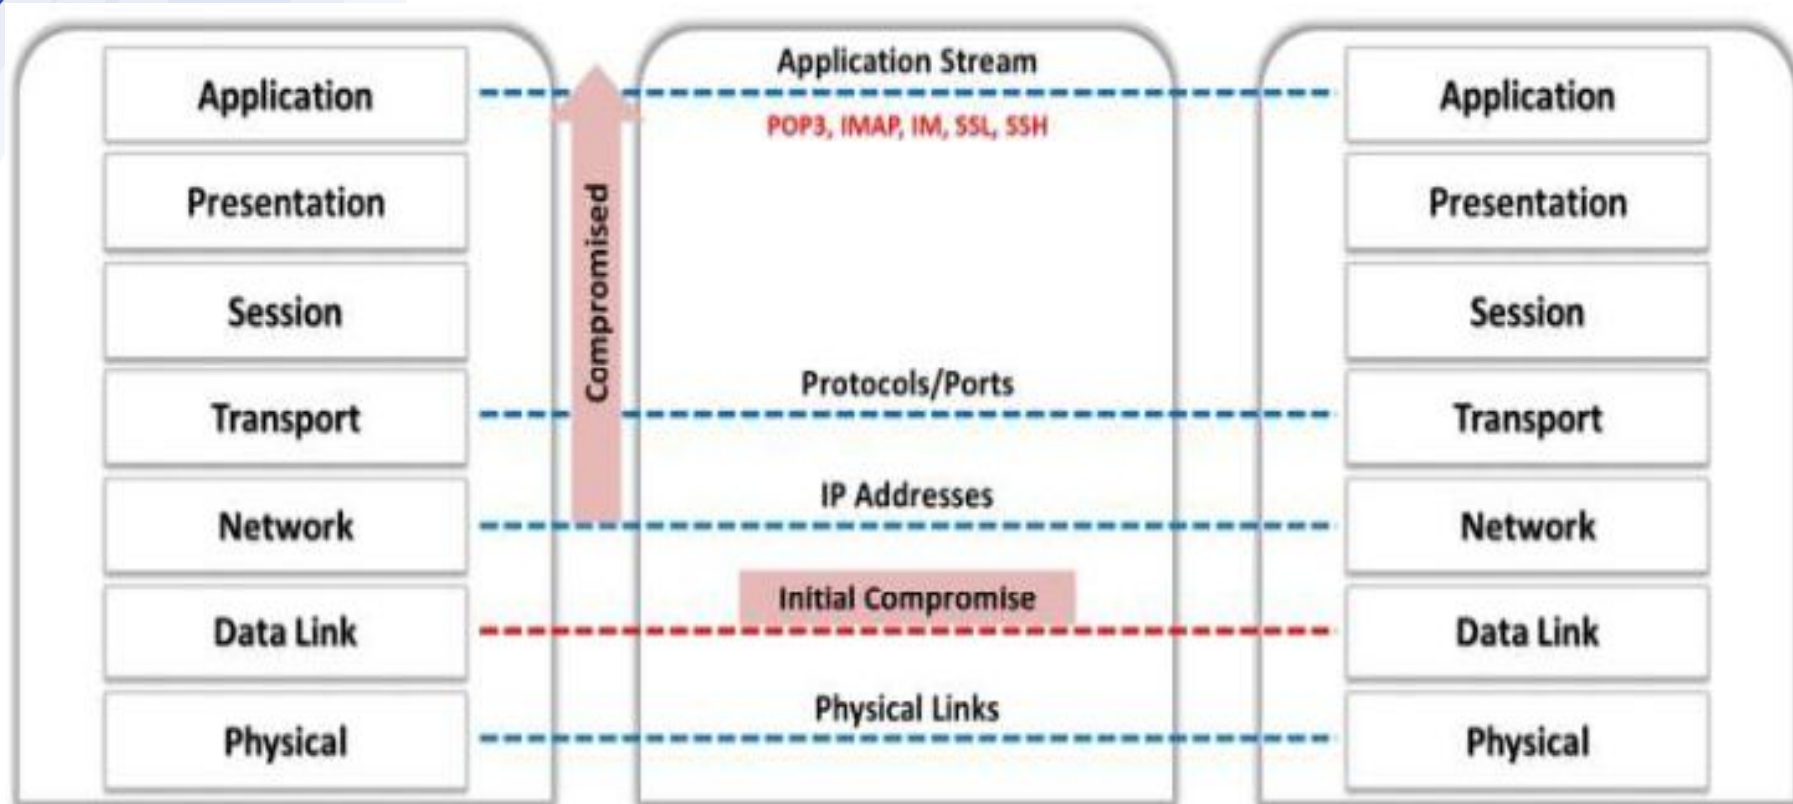 Application
Presentation
Session
Transport
Network
Data Link
Physical
Compromised
Application Stream
POP3, IMAP, IM, SSL, SSH
Protocols/Ports
IP Addresses
Initial Compromise
Physical Links
Application
Presentation
Session
Transport
Network
Data Link
Physical